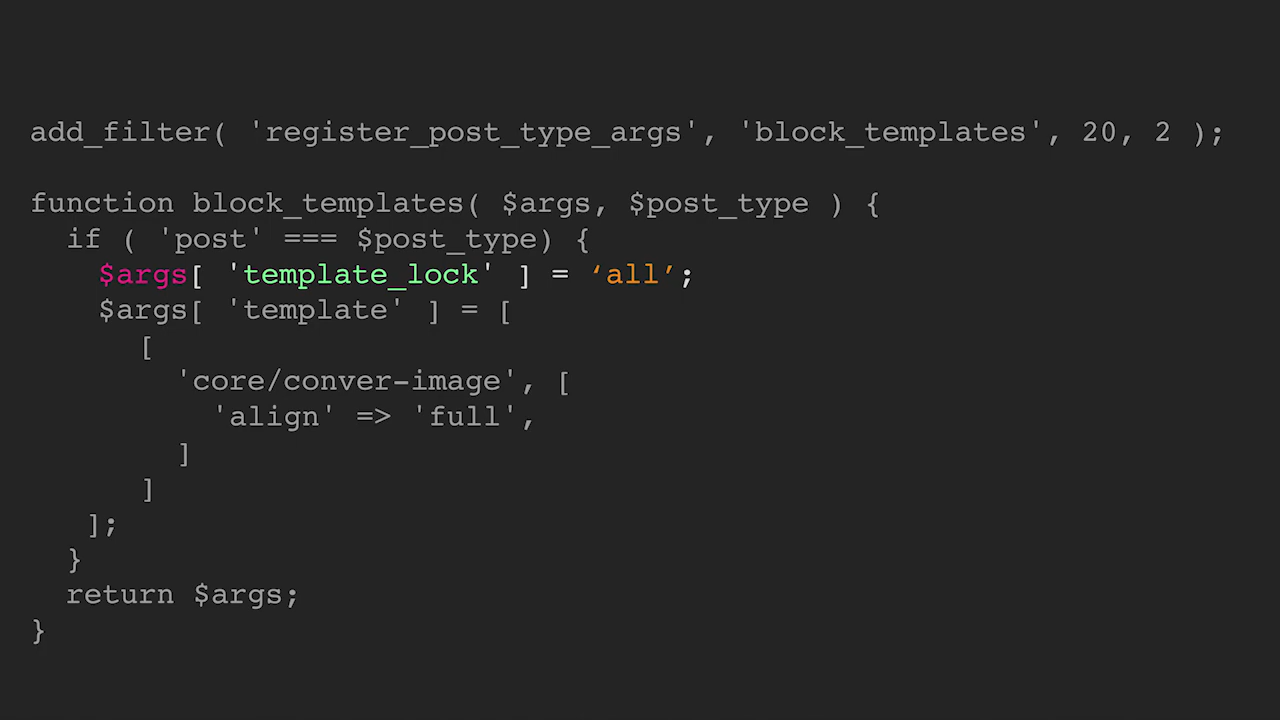 add_filter( 'register_post_type_args', 'block_templates', 20, 2 );
function block_templates( $args, $post_type ) {
if ( 'post' === $post_type) {
$args[ 'template_lock' ] = ‘all’;
$args[ 'template' ] = [
[
'core/conver-image', [
'align' => 'full',
]
]
];
}
return $args;
}